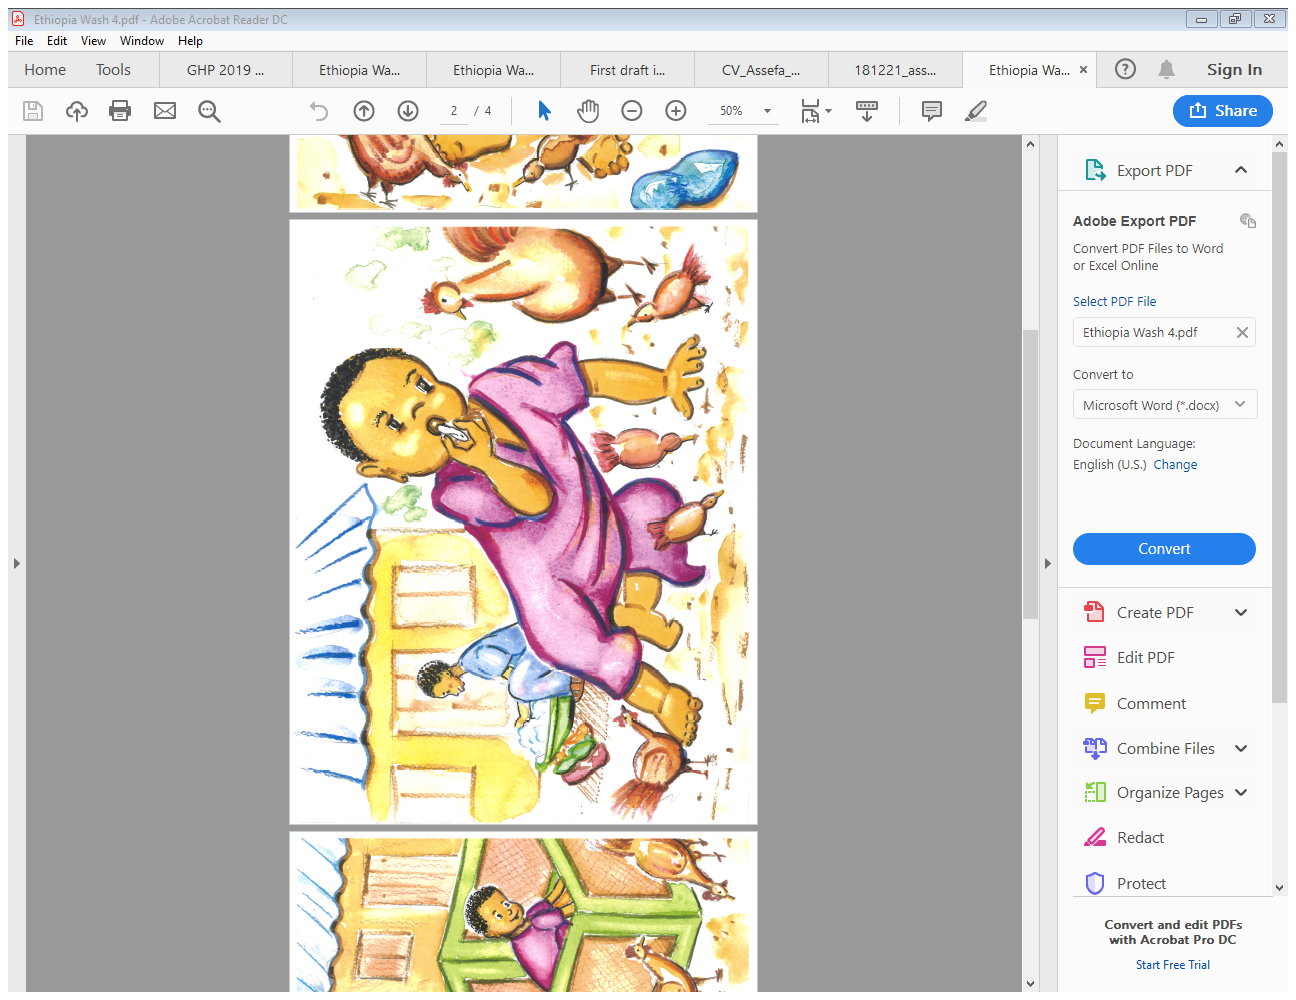 Ethiopia Wash 4.pdf - Adobe Acrobat Reader DC
File Edit View Window Help
Home Tools GHP 2019 ... Ethiopia Wa... Ethiopia Wa... First draft i... CV_Assefa_... 181221_ass... Ethiopia Wa... × Sign In
2 / 4 50% Share
Export PDF
Adobe Export PDF
Convert PDF Files to Word
or Excel Online
Select PDF File
Ethiopia Wash 4.pdf
Convert to
Microsoft Word (*.docx)
Document Language:
English (U.S.) Change
Convert
Create PDF
Edit PDF
Comment
Combine Files
Organize Pages
Redact
Protect
Convert and edit PDFs
with Acrobat Pro DC
Start Free Trial